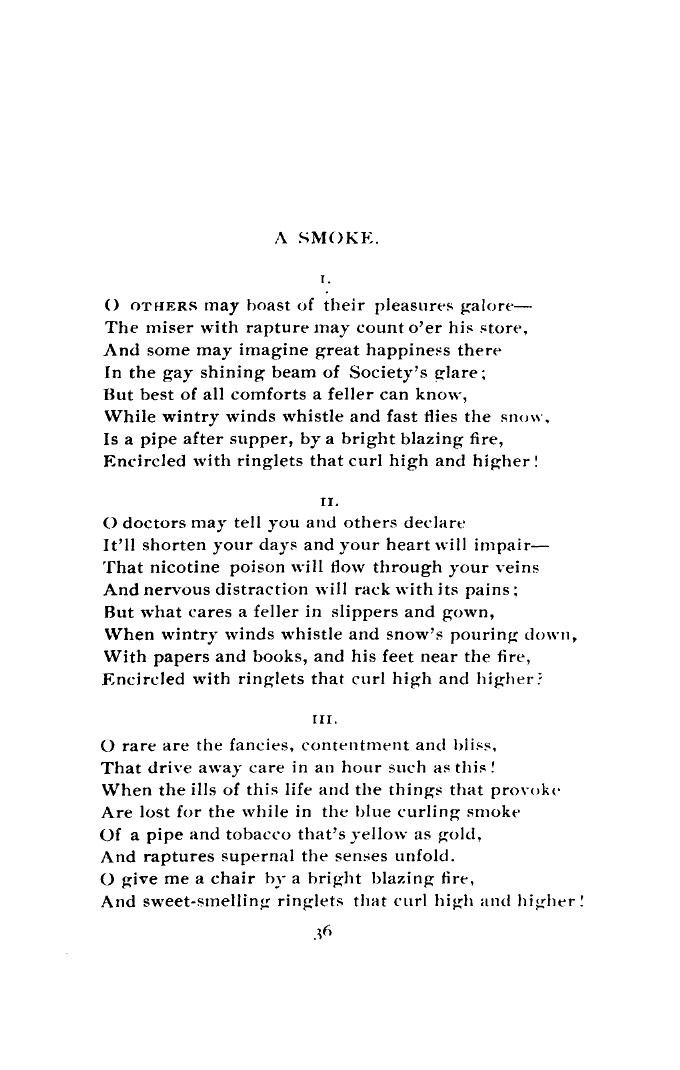 A SMOKE.
I.
O OTHERS may boast of their pleasures galore—
The miser with rapture may count o'er his store,
And some may imagine great happiness there
In the gay shining beam of Society's glare;
But best of all comforts a feller can know,
While wintry winds whistle and fast flies the snow,
Is a pipe after supper, by a bright blazing fire,
Encircled with ringlets that curl high and higher!
II.
O doctors may tell you and others declare
It'll shorten your days and your heart will impair—
That nicotine poison will flow through your veins
And nervous distraction will rack with its pains;
But what cares a feller in slippers and gown,
When wintry winds whistle and snow's pouring down,
With papers and books, and his feet near the fire,
Encircled with ringlets that curl high and higher?
III.
O rare are the fancies, contentment and bliss,
That drive away care in an hour such as this!
When the ills of this life and the things that provoke
Are lost for the while in the blue curling smoke
Of a pipe and tobacco that's yellow as gold,
And raptures supernal the senses unfold.
O give me a chair by a bright blazing fire,
And sweet-smelling ringlets that curl high and higher!
36